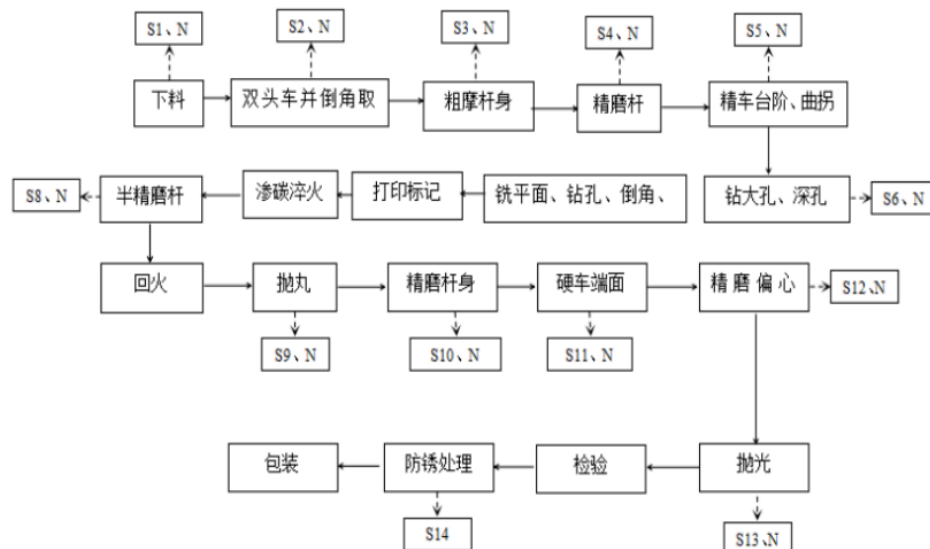 S1、N
S2、N
S3、N
S4、N
S5、N
下料
双头车并倒角取
粗摩杆身
精磨杆
精车台阶、曲拐
S8、N
半精磨杆
渗碳淬火
打印标记
铣平面、钻孔、倒角、
钻大孔、深孔
S6、N
回火
抛丸
精磨杆身
硬车端面
精磨偏心
S12、N
S9、N
S10、N
S11、N
包装
防锈处理
检验
抛光
S14
S13、N